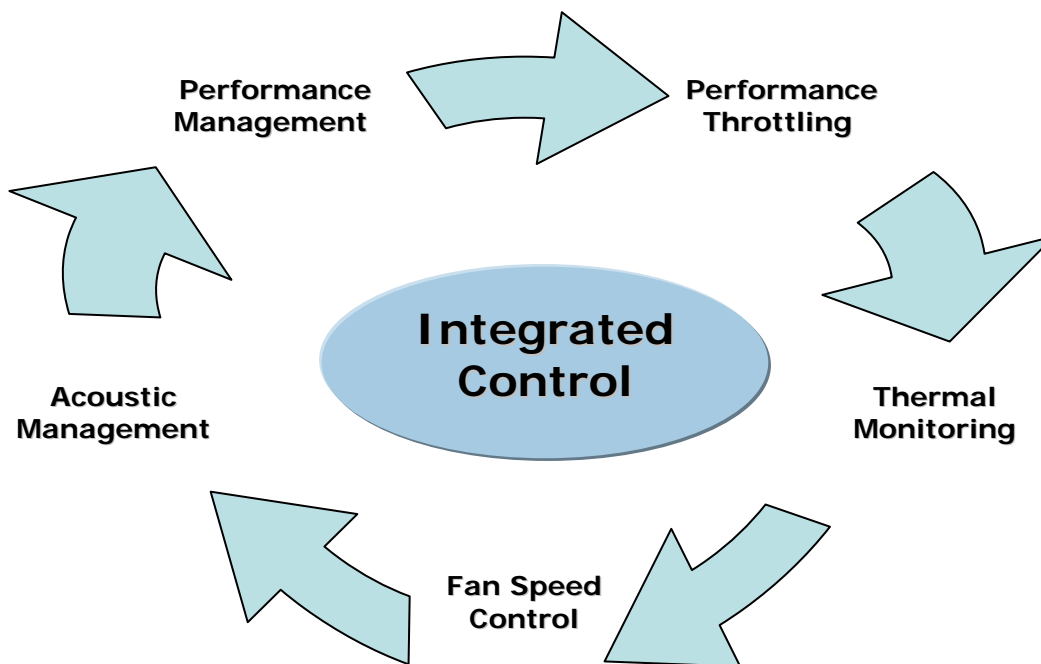 Performance
Management
Performance
Throttling
Integrated
Control
Acoustic
Management
Thermal
Monitoring
Fan Speed
Control